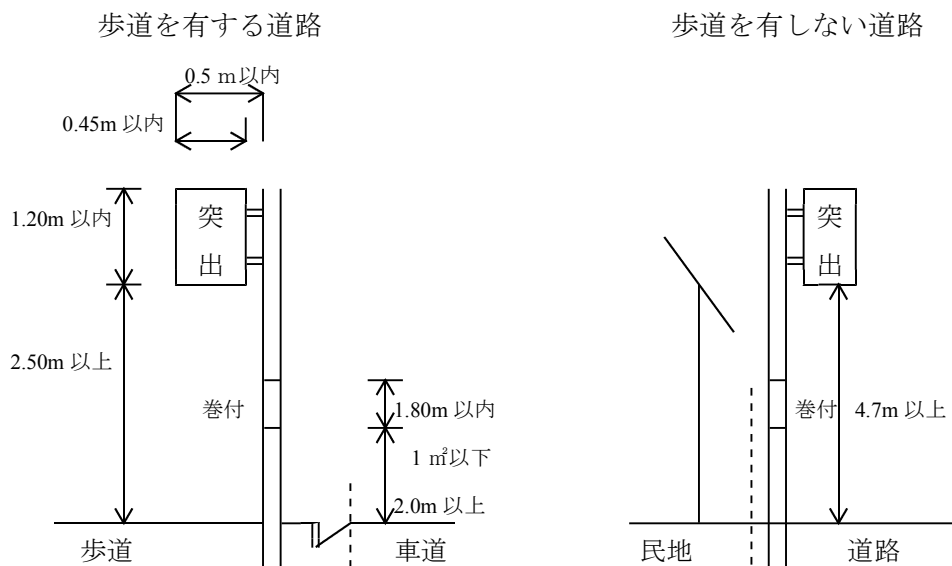 歩道を有する道路
歩道を有しない道路
0.5 m以内
0.45m 以内
1.20m 以内
突
出
突
出
2.50m 以上
巻付
1.80m 以内
1 ㎡以下
2.0m 以上
巻付
4.7m 以上
歩道
車道
民地
道路